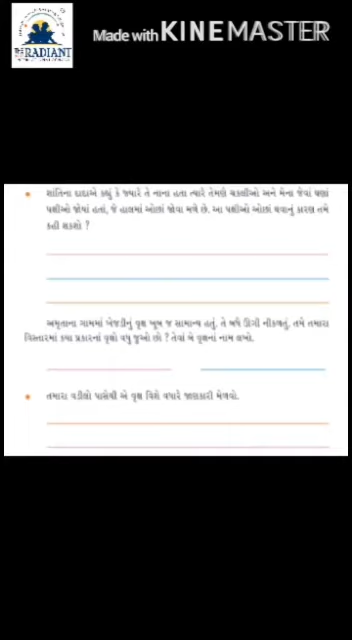 Made with KINEMASTER
THE RADIANT
શાંતિના દાદાએ કહ્યું કે જ્યારે તે નાના હતા ત્યારે તેમણે ચકલીઓ અને મેના જેવાં ઘણાં
પક્ષીઓ જોયાં હતાં, જે હાલમાં ઓછાં જોવા મળે છે. આ પક્ષીઓ ઓછાં થવાનું કારણ તમે
કહી શકશો ?
અમૃતાના ગામમાં ખેજડીનું વૃક્ષ ખૂબ જ સામાન્ય હતું. તે બધે ઊગી નીકળતું. તમે તમારા
વિસ્તારમાં કયા પ્રકારનાં વૃક્ષો વધુ જુઓ છો ? તેવાં બે વૃક્ષનાં નામ લખો.
તમારા વડીલો પાસેથી એ વૃક્ષ વિશે વધારે જાણકારી મેળવો.